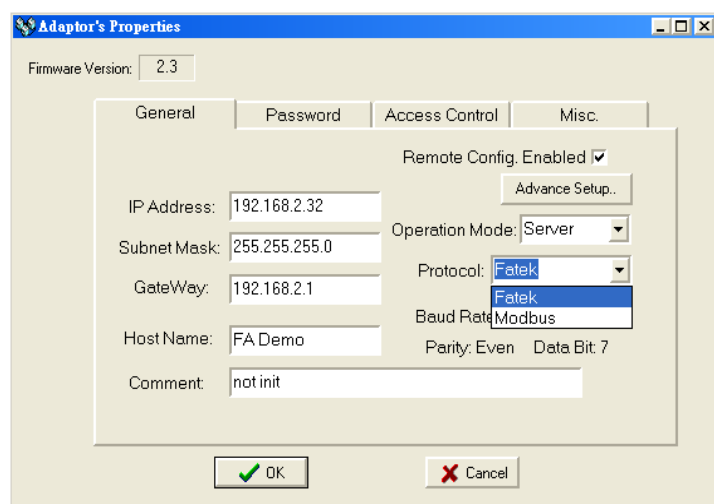 Adaptor's Properties
Firmware Version: 2.3
General Password Access Control Misc.
Remote Config. Enabled
Advance Setup..
IP Address: 192.168.2.32
Operation Mode: Server
Subnet Mask: 255.255.255.0
Protocol: Fatek
GateWay: 192.168.2.1
Fatek
Baud Rate
Modbus
Host Name: FA Demo
Parity: Even Data Bit: 7
Comment: not init
OK Cancel